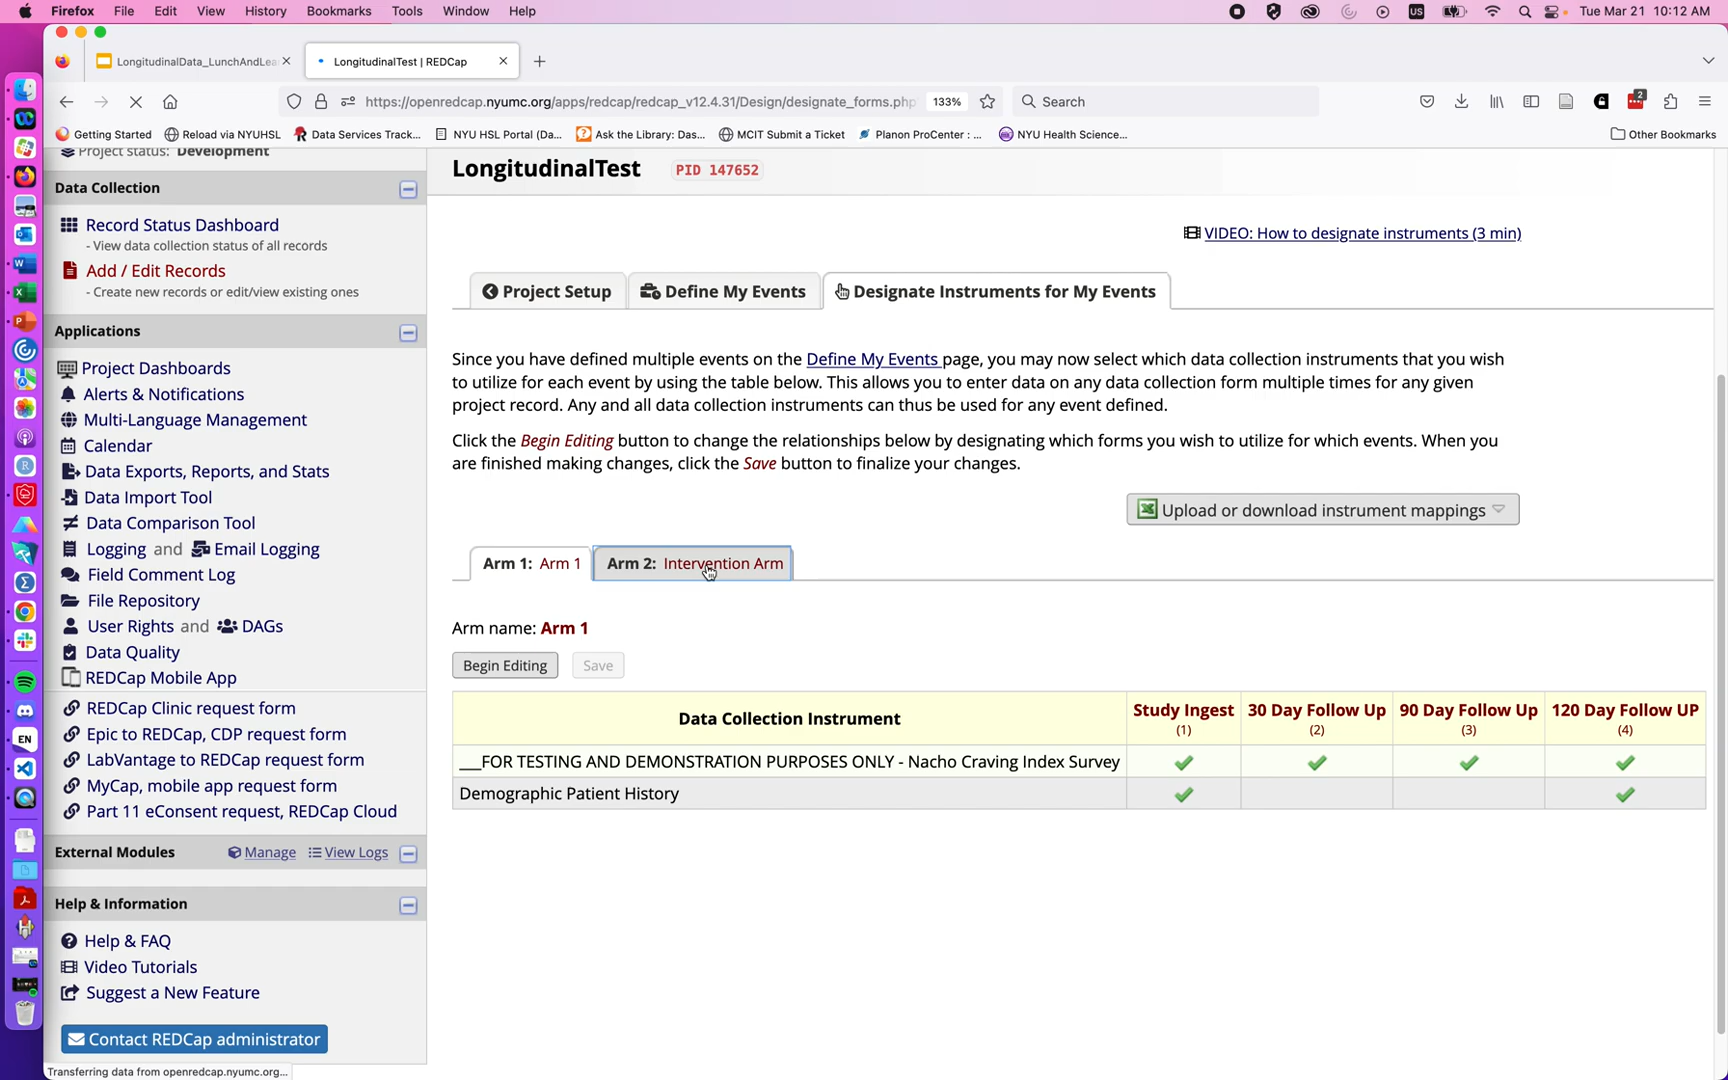 Firefox File Edit View History Bookmarks Tools Window Help
US
Tue Mar 21 10:12 AM
LongitudinalData_LunchAndLea
LongitudinalTest | REDCap
https://openredcap.nyumc.org/apps/redcap/redcap_v12.4.31/Design/designate_forms.php
133%
Search
2
Getting Started
Reload via NYUHSL
Data Services Track...
NYU HSL Portal (Da...
Ask the Library: Das...
MCIT Submit a Ticket
Planon ProCenter : ...
NYU Health Science...
Other Bookmarks
Project status: Development
Data Collection
Record Status Dashboard
- View data collection status of all records
Add / Edit Records
- Create new records or edit/view existing ones
Applications
Project Dashboards
Alerts & Notifications
Multi-Language Management
Calendar
Data Exports, Reports, and Stats
Data Import Tool
Data Comparison Tool
Logging and Email Logging
Field Comment Log
File Repository
User Rights and DAGs
Data Quality
REDCap Mobile App
REDCap Clinic request form
Epic to REDCap, CDP request form
LabVantage to REDCap request form
MyCap, mobile app request form
Part 11 eConsent request, REDCap Cloud
External Modules Manage View Logs
Help & Information
Help & FAQ
Video Tutorials
Suggest a New Feature
Contact REDCap administrator
Transferring data from openredcap.nyumc.org...
EN
LongitudinalTest PID 147652
VIDEO: How to designate instruments (3 min)
Project Setup
Define My Events
Designate Instruments for My Events
Since you have defined multiple events on the Define My Events page, you may now select which data collection instruments that you wish
to utilize for each event by using the table below. This allows you to enter data on any data collection form multiple times for any given
project record. Any and all data collection instruments can thus be used for any event defined.
Click the Begin Editing button to change the relationships below by designating which forms you wish to utilize for which events. When you
are finished making changes, click the Save button to finalize your changes.
Upload or download instrument mappings
Arm 1: Arm 1
Arm 2: Intervention Arm
Arm name: Arm 1
Begin Editing
Save
Data Collection Instrument
Study Ingest
(1)
30 Day Follow Up
(2)
90 Day Follow Up
(3)
120 Day Follow UP
(4)
___FOR TESTING AND DEMONSTRATION PURPOSES ONLY - Nacho Craving Index Survey
Demographic Patient History